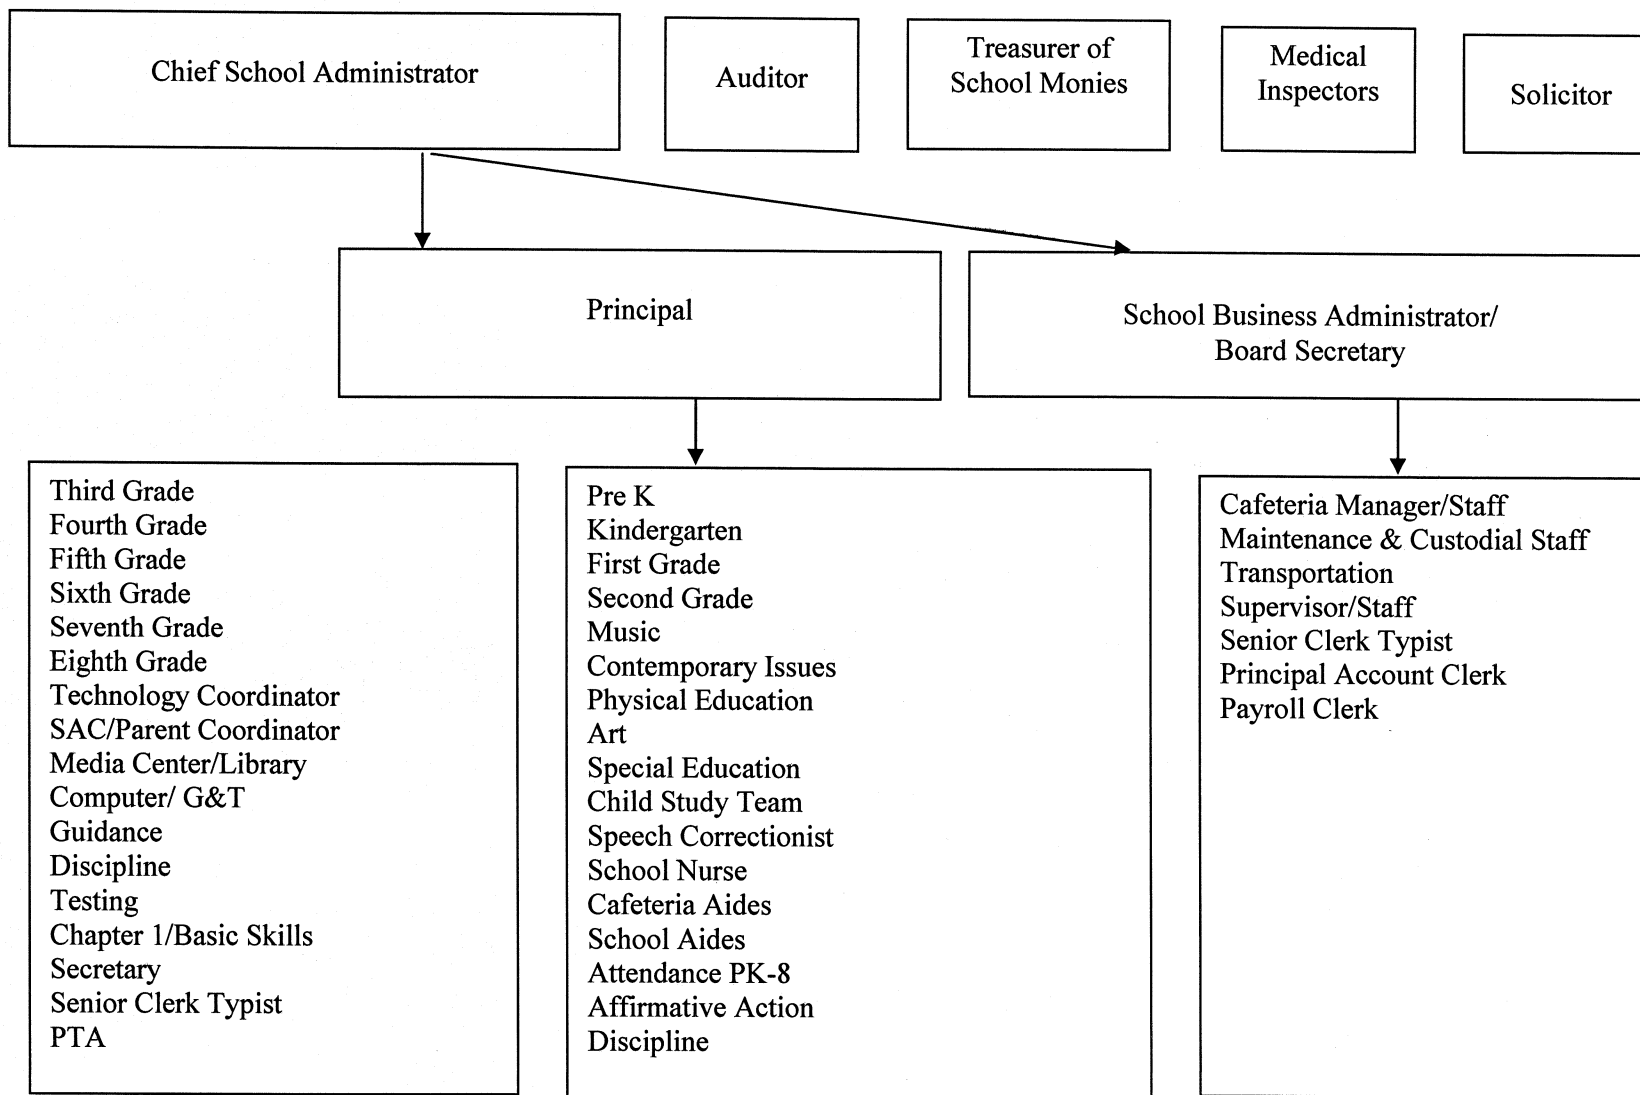 Chief School Administrator
Auditor
Treasurer of
School Monies
Medical
Inspectors
Solicitor
Principal
School Business Administrator/
Board Secretary
Third Grade
Fourth Grade
Fifth Grade
Sixth Grade
Seventh Grade
Eighth Grade
Technology Coordinator
SAC/Parent Coordinator
Media Center/Library
Computer/ G&T
Guidance
Discipline
Testing
Chapter 1/Basic Skills
Secretary
Senior Clerk Typist
PTA
Pre K
Kindergarten
First Grade
Second Grade
Music
Contemporary Issues
Physical Education
Art
Special Education
Child Study Team
Speech Correctionist
School Nurse
Cafeteria Aides
School Aides
Attendance PK-8
Affirmative Action
Discipline
Cafeteria Manager/Staff
Maintenance & Custodial Staff
Transportation
Supervisor/Staff
Senior Clerk Typist
Principal Account Clerk
Payroll Clerk